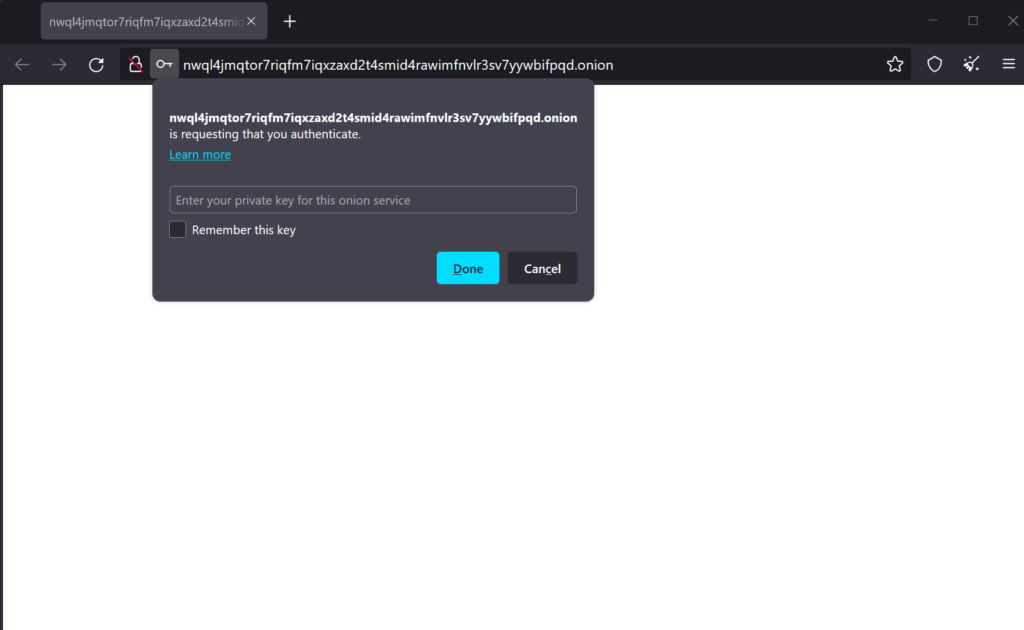 nwql4jmqtor7riqfm7iqxzaxd2t4smid
nwql4jmqtor7riqfm7iqxzaxd2t4smid4rawimfnvlr3sv7yywbifpqd.onion
nwql4jmqtor7riqfm7iqxzaxd2t4smid4rawimfnvlr3sv7yywbifpqd.onion
is requesting that you authenticate.
Learn more
Enter your private key for this onion service
Remember this key
Done
Cancel